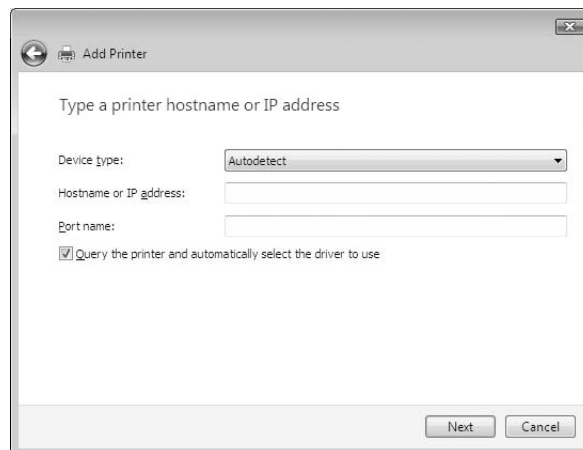 Add Printer
Type a printer hostname or IP address
Device type: Autodetect
Hostname or IP address:
Port name:
Query the printer and automatically select the driver to use
Next Cancel